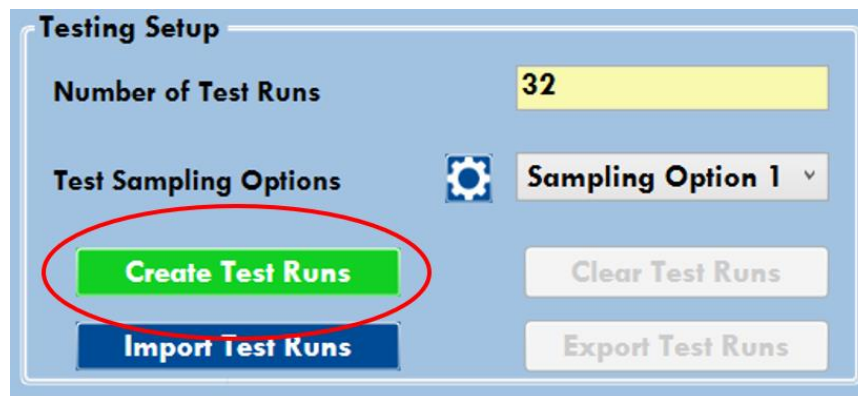 Testing Setup
Number of Test Runs 32
Test Sampling Options Sampling Option 1
Create Test Runs Clear Test Runs
Import Test Runs Export Test Runs